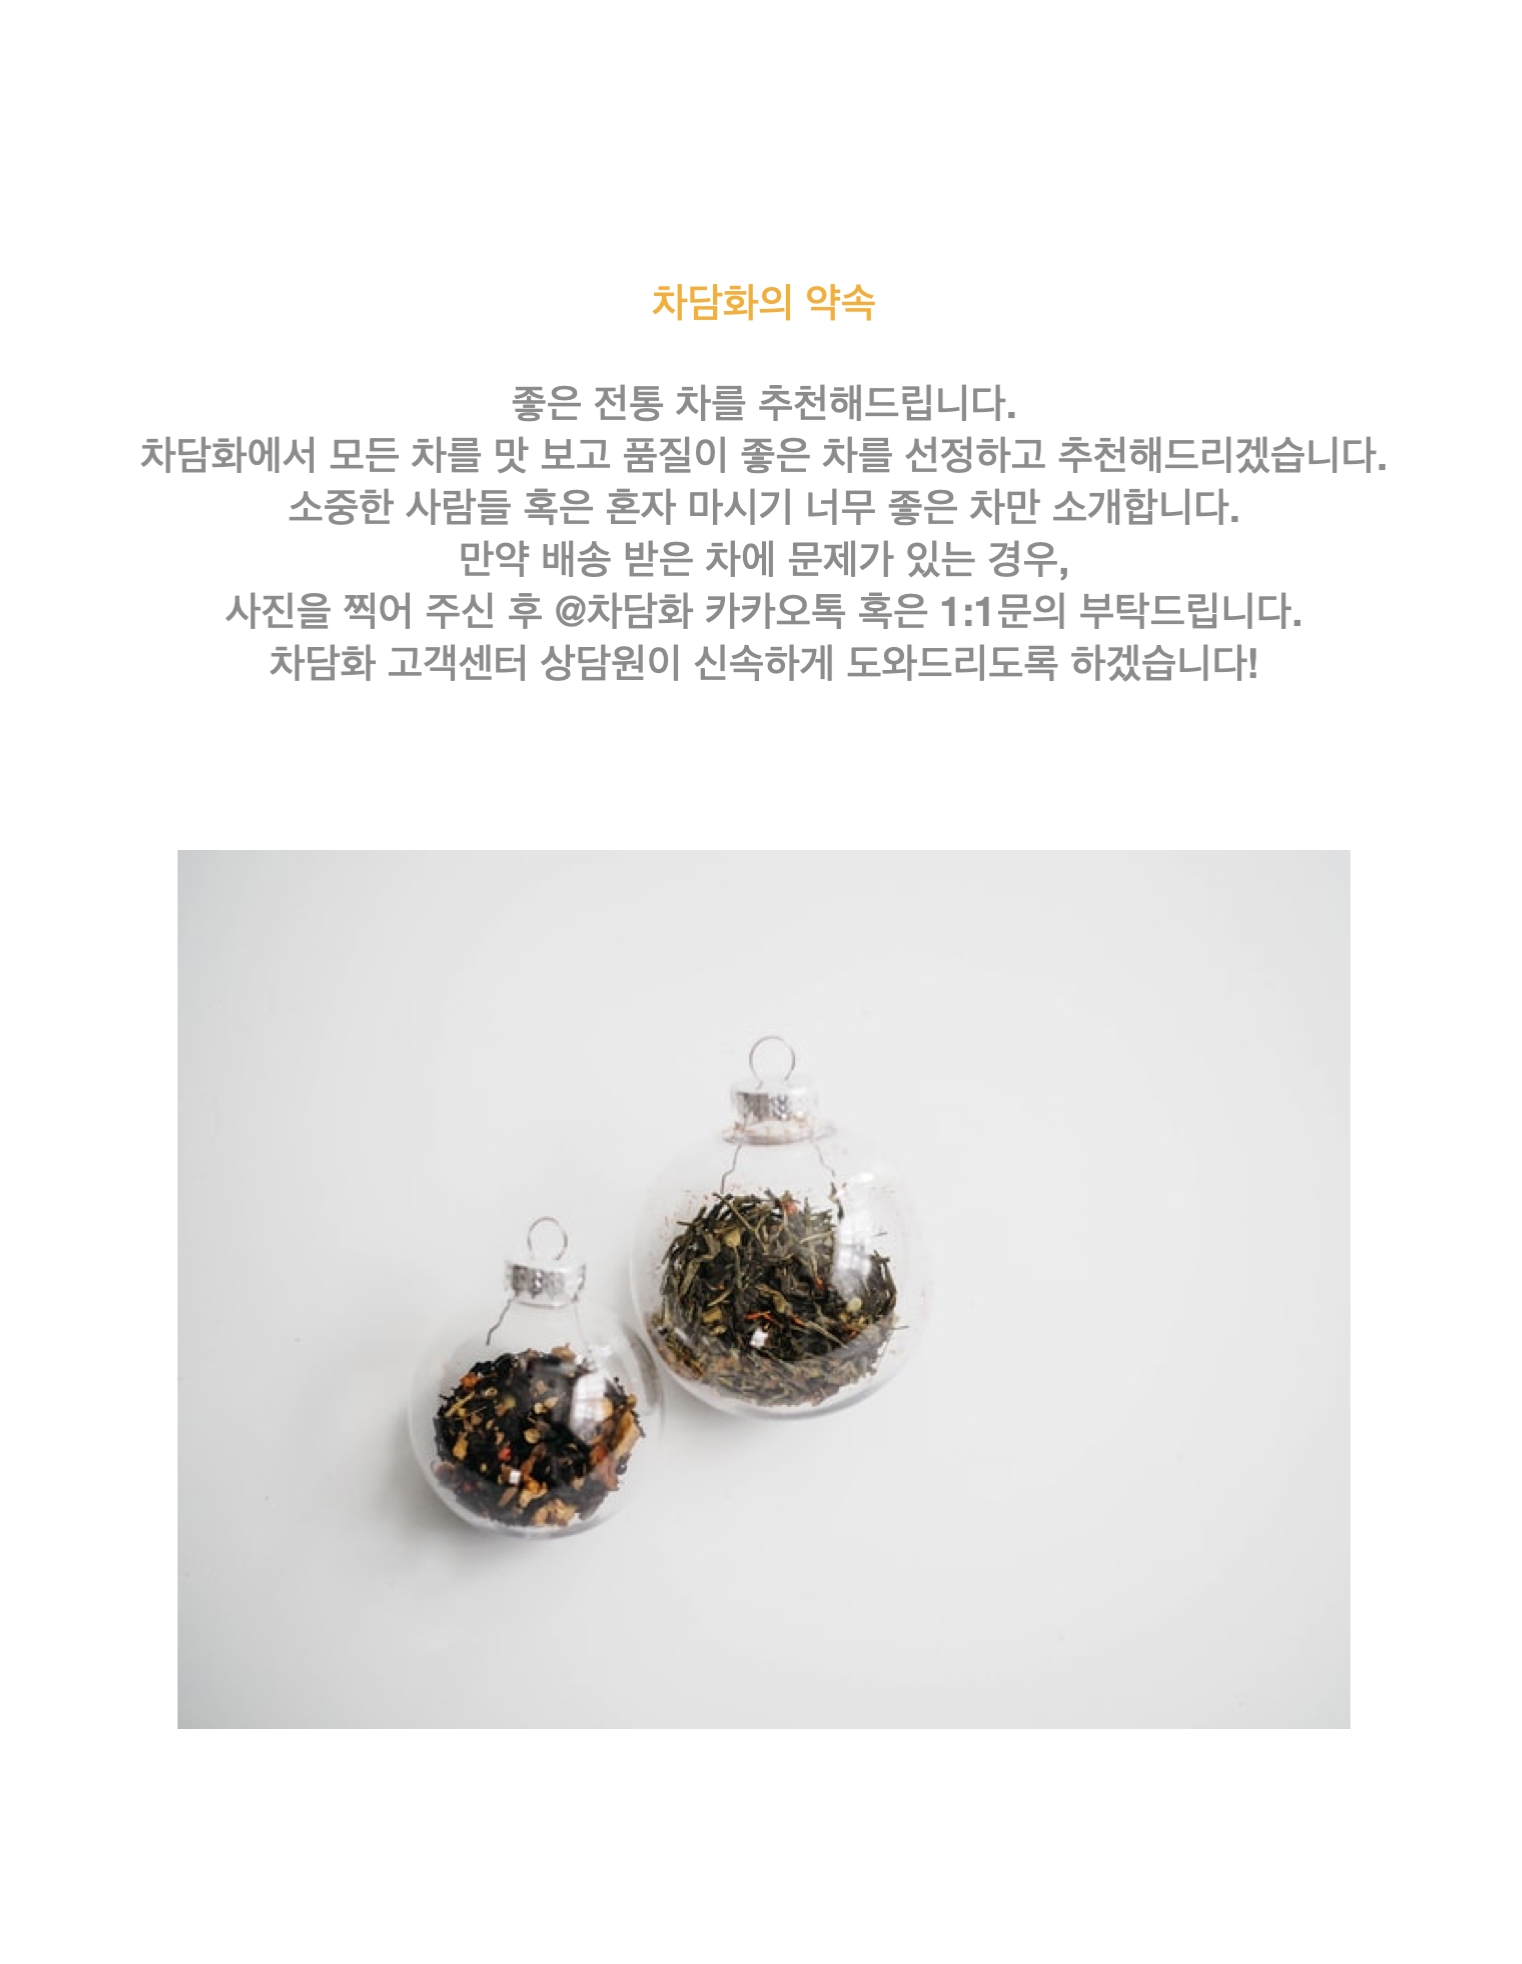 차담화의 약속
좋은 전통 차를 추천해드립니다.
차담화에서 모든 차를 맛 보고 품질이 좋은 차를 선정하고 추천해드리겠습니다.
소중한 사람들 혹은 혼자 마시기 너무 좋은 차만 소개합니다.
만약 배송 받은 차에 문제가 있는 경우,
사진을 찍어 주신 후 @차담화 카카오톡 혹은 1:1문의 부탁드립니다.
차담화 고객센터 상담원이 신속하게 도와드리도록 하겠습니다!